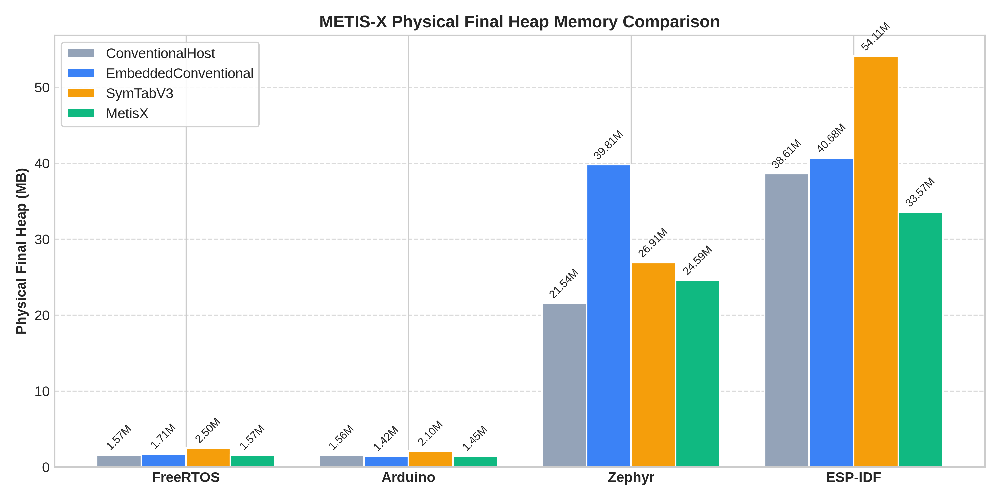 METIS-X Physical Final Heap Memory Comparison
ConventionalHost
EmbeddedConventional
SymTabV3
MetisX
Physical Final Heap (MB)
50
40
30
20
10
0
1.57M
1.71M
2.50M
1.57M
1.56M
1.42M
2.10M
1.45M
21.54M
39.81M
26.91M
24.59M
38.61M
40.68M
54.11M
33.57M
FreeRTOS
Arduino
Zephyr
ESP-IDF